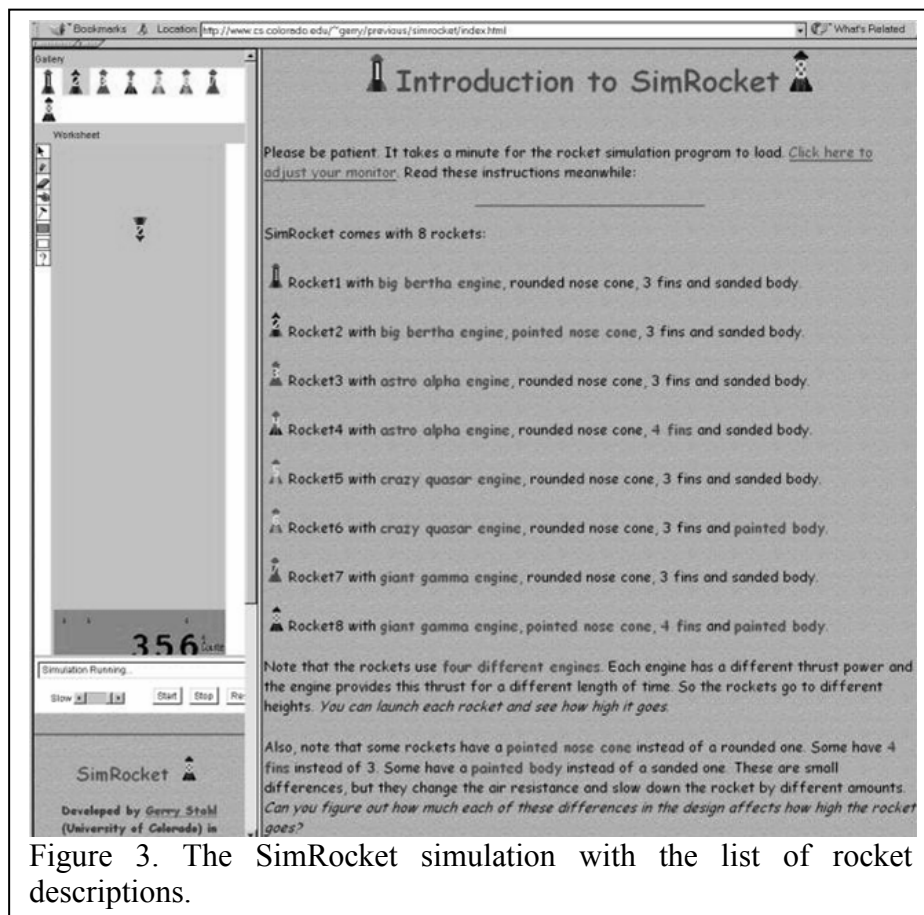 Bookmarks Location http://www.cs.colorado.edu/~gerry/previous/simrocket/index.html What's Related
Gallery
Worksheet
?
356
Simulation Running...
Slow Start Stop Re
SimRocket
Developed by Gerry Stahl
(University of Colorado) in
Introduction to SimRocket
Please be patient. It takes a minute for the rocket simulation program to load. Click here to
adjust your monitor. Read these instructions meanwhile:
SimRocket comes with 8 rockets:
Rocket1 with big bertha engine, rounded nose cone, 3 fins and sanded body.
Rocket2 with big bertha engine, pointed nose cone, 3 fins and sanded body.
Rocket3 with astro alpha engine, rounded nose cone, 3 fins and sanded body.
Rocket4 with astro alpha engine, rounded nose cone, 4 fins and sanded body.
Rocket5 with crazy quasar engine, rounded nose cone, 3 fins and sanded body.
Rocket6 with crazy quasar engine, rounded nose cone, 3 fins and painted body.
Rocket7 with giant gamma engine, rounded nose cone, 3 fins and sanded body.
Rocket8 with giant gamma engine, pointed nose cone, 4 fins and painted body.
Note that the rockets use four different engines. Each engine has a different thrust power and
the engine provides this thrust for a different length of time. So the rockets go to different
heights. You can launch each rocket and see how high it goes.
Also, note that some rockets have a pointed nose cone instead of a rounded one. Some have 4
fins instead of 3. Some have a painted body instead of a sanded one. These are small
differences, but they change the air resistance and slow down the rocket by different amounts.
Can you figure out how much each of these differences in the design affects how high the rocket
goes?
Figure 3. The SimRocket simulation with the list of rocket
descriptions.